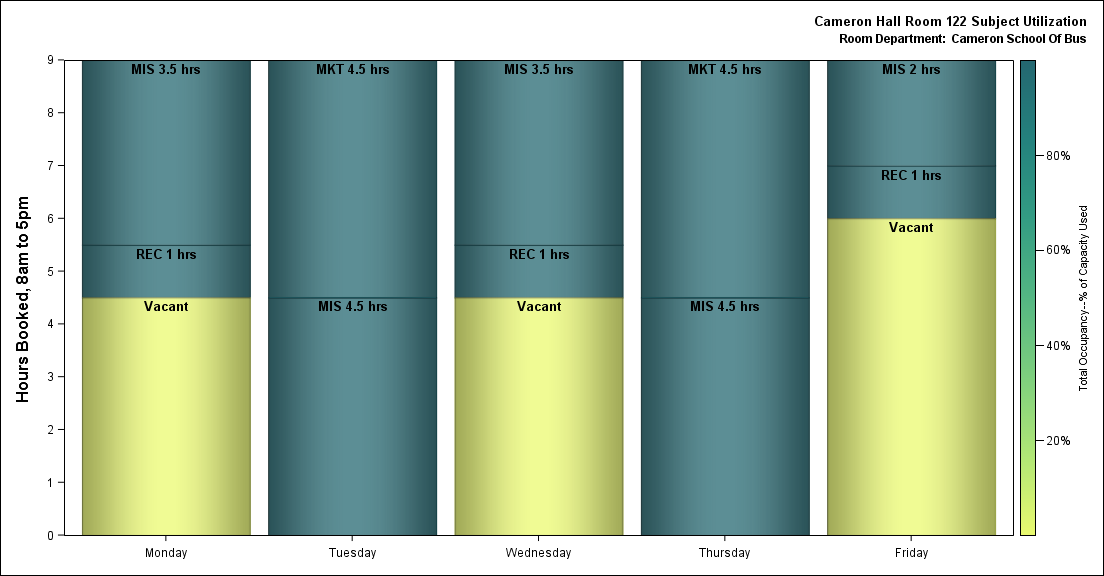 Cameron Hall Room 122 Subject Utilization
Room Department: Cameron School Of Bus
Hours Booked, 8am to 5pm
9
8
7
6
5
4
3
2
1
0
MIS 3.5 hrs
REC 1 hrs
Vacant
MKT 4.5 hrs
MIS 4.5 hrs
MIS 3.5 hrs
REC 1 hrs
Vacant
MKT 4.5 hrs
MIS 4.5 hrs
MIS 2 hrs
REC 1 hrs
Vacant
Monday
Tuesday
Wednesday
Thursday
Friday
80%
60%
40%
20%
Total Occupancy--% of Capacity Used